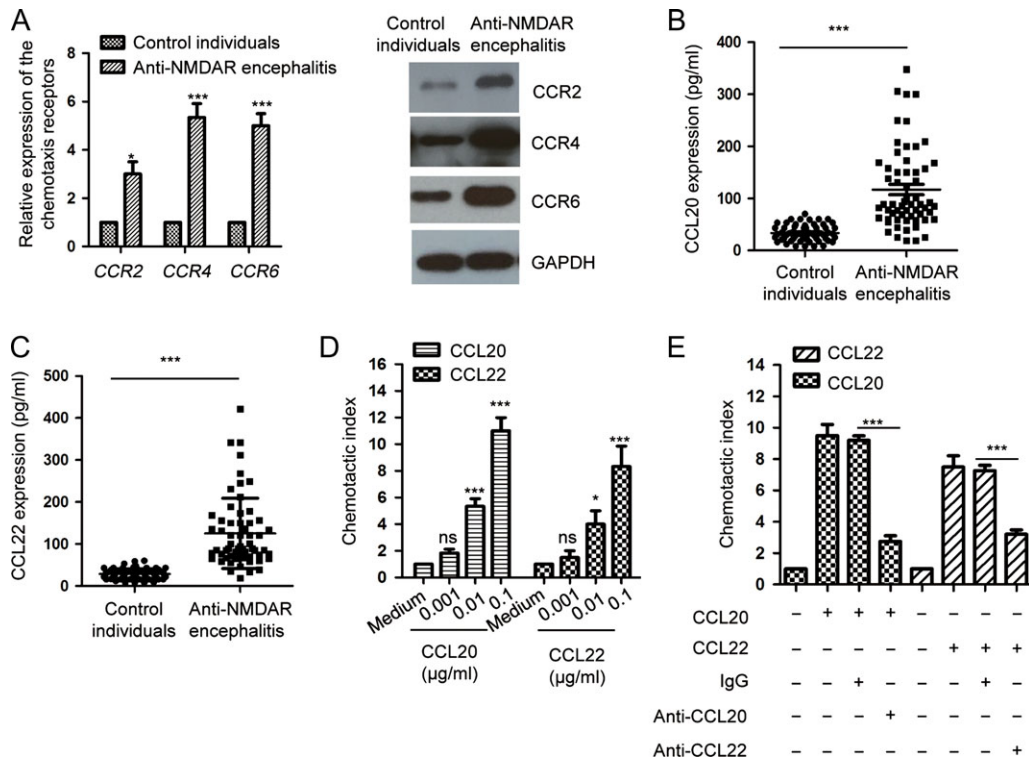 A
Relative expression of the
chemotaxis receptors
8
6
4
2
0
Control individuals
Anti-NMDAR encephalitis
*
***
***
CCR2 CCR4 CCR6
Control Anti-NMDAR
individuals encephalitis
CCR2
CCR4
CCR6
GAPDH
B
CCL20 expression (pg/ml)
400
300
200
100
0
***
Control Anti-NMDAR
individuals encephalitis
C
CCL22 expression (pg/ml)
500
400
300
200
100
0
***
Control Anti-NMDAR
individuals encephalitis
D
CCL20
CCL22
Chemotactic index
16
14
12
10
8
6
4
2
0
ns
***
***
ns
*
***
Medium 0.001 0.01 0.1 Medium 0.001 0.01 0.1
CCL20 CCL22
(µg/ml) (µg/ml)
E
CCL22
CCL20
Chemotactic index
14
12
10
8
6
4
2
0
***
***
CCL20 – + + + – – – –
CCL22 – – – – – + + +
IgG – – + – – – + –
Anti-CCL20 – – – + – – – –
Anti-CCL22 – – – – – – – +